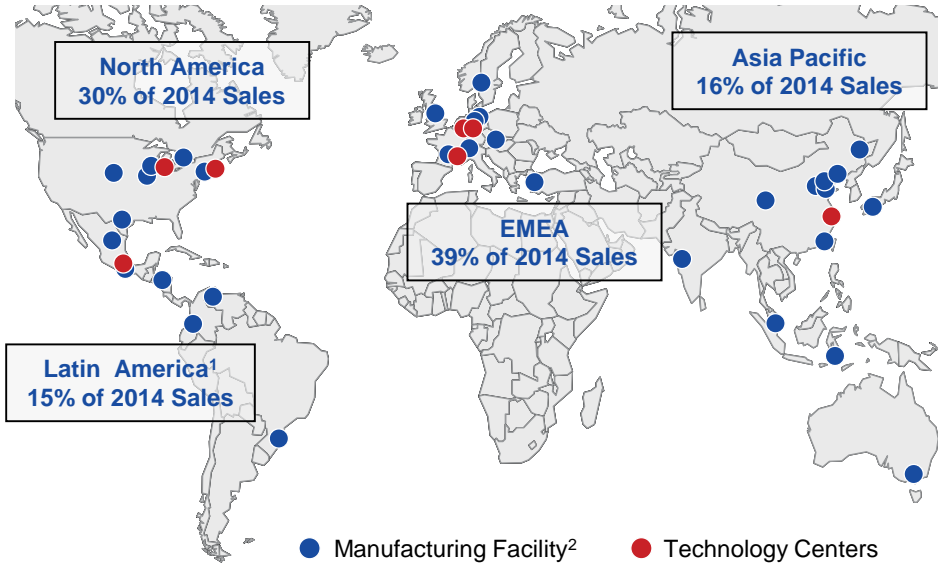 North America
30% of 2014 Sales
Asia Pacific
16% of 2014 Sales
EMEA
39% of 2014 Sales
Latin America¹
15% of 2014 Sales
Manufacturing Facility²
Technology Centers